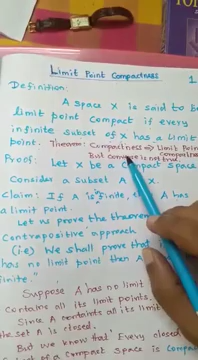 Limit Point Compactness
1
Definition:
A space X is said to be
limit point compact if every
infinite subset of X has a limit
point. Theorem: Compactness ⇒ Limit Point
But converse is not true. Compactness
Proof: Let X be a Compact space
Consider a subset A X.
Claim: If A is infinite, A has
a limit point.
Let us prove the theorem
contrapositive approach
(i.e) We shall prove that
has no limit point then A
finite."
Suppose A has no limit
Contains all its limit points.
Since A contains all its limit
the set A is closed.
But we know that "Every closed
of a compact space is compact